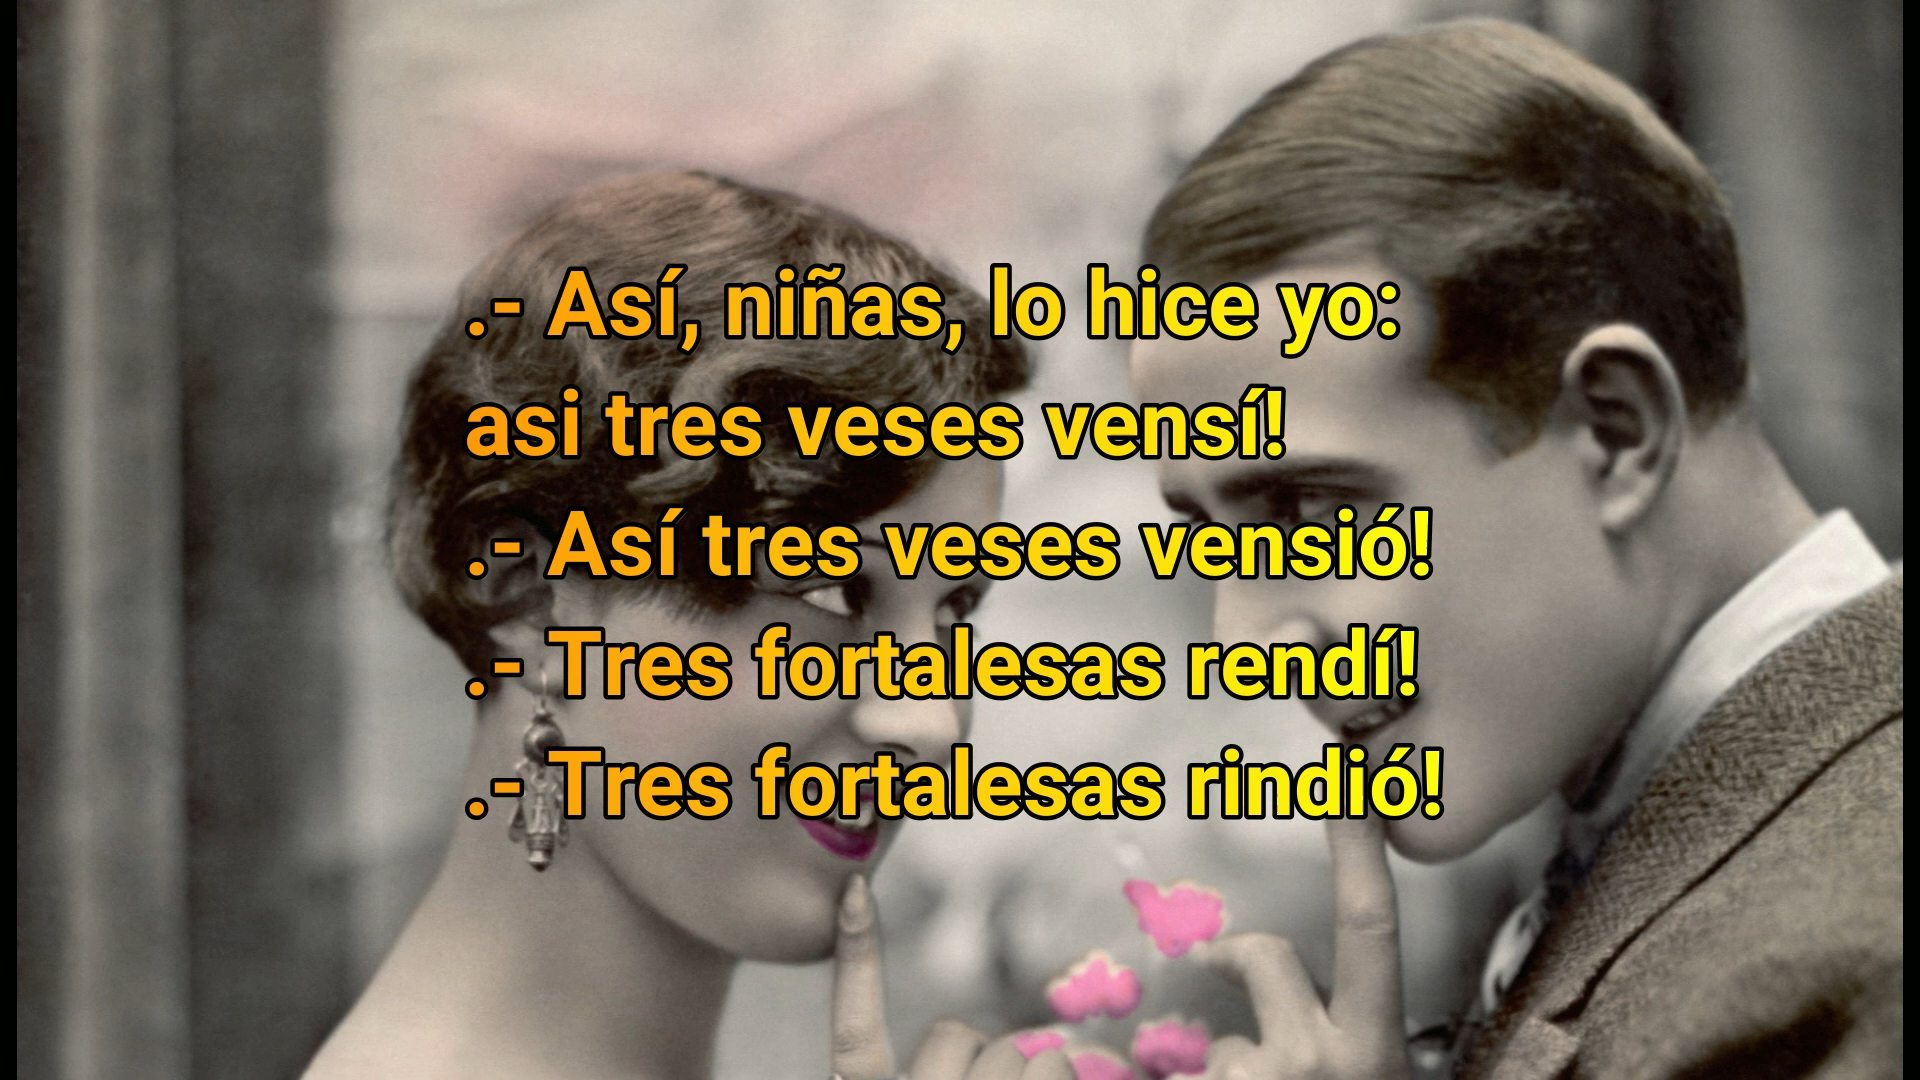 .- Así, niñas, lo hice yo:
asi tres veses vensí!
.- Así tres veses vensió!
.- Tres fortalesas rendí!
.- Tres fortalesas rindió!